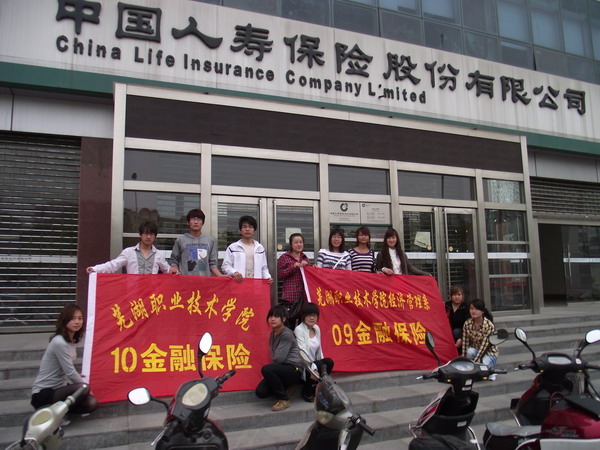 中国人寿保险股份有限公司
China Life Insurance Company Limited
芜湖职业技术学院
10金融保险
芜湖职业技术学院经济管理系
09金融保险